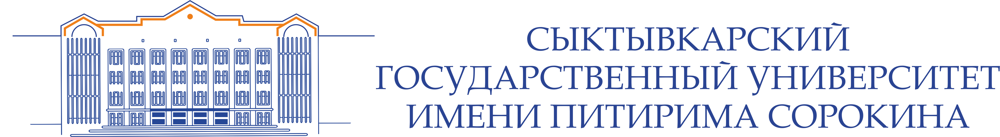 СЫКТЫВКАРСКИЙ
ГОСУДАРСТВЕННЫЙ УНИВЕРСИТЕТ
ИМЕНИ ПИТИРИМА СОРОКИНА